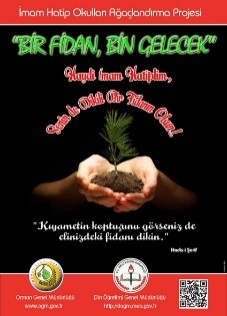 İmam Hatip Okulları Ağaçlandırma Projesi
"BİR FİDAN, BİN GELECEK"
Haydi İmam Hatiplim,
Senin de Dikili Bir Fidanın Olsun!
"Kıyametin koptuğunu görseniz de
elinizdeki fidanı dikin."
Hadis-i Şerif
Orman Genel Müdürlüğü
www.ogm.gov.tr
Din Öğretimi Genel Müdürlüğü
http://dogm.meb.gov.tr